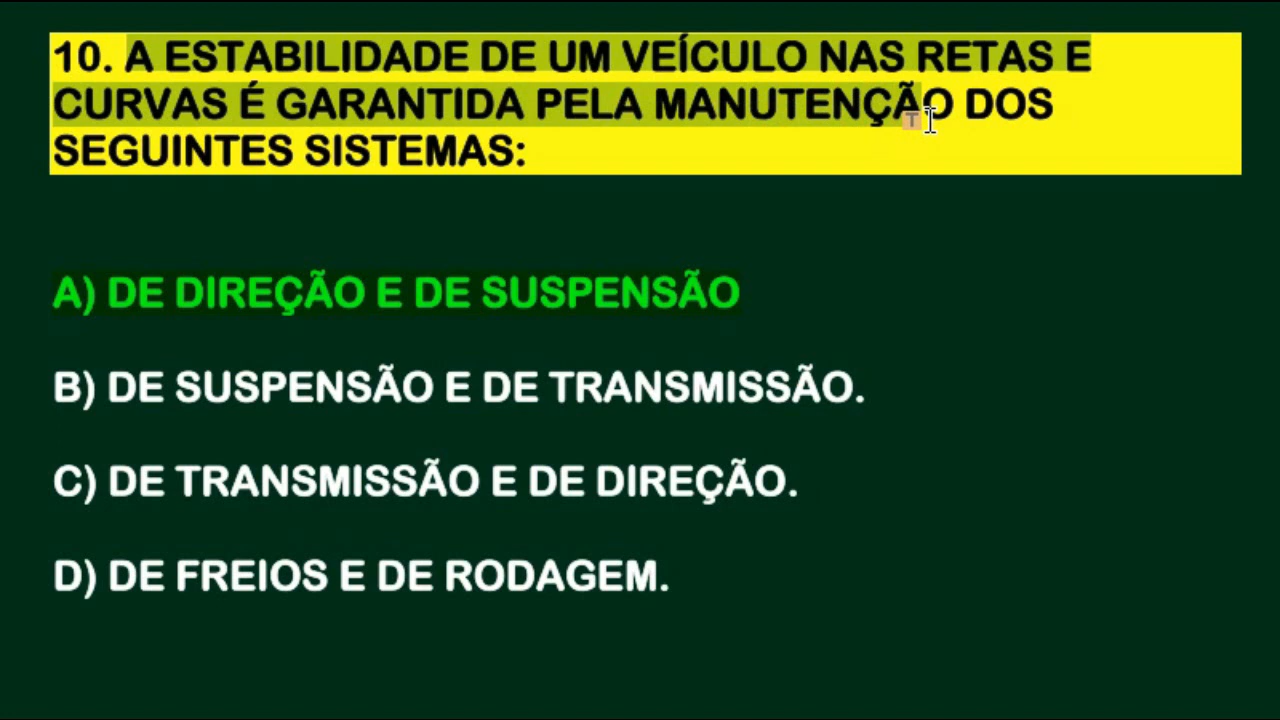 10. A ESTABILIDADE DE UM VEÍCULO NAS RETAS E
CURVAS É GARANTIDA PELA MANUTENÇÃO DOS
SEGUINTES SISTEMAS:
A) DE DIREÇÃO E DE SUSPENSÃO
B) DE SUSPENSÃO E DE TRANSMISSÃO.
C) DE TRANSMISSÃO E DE DIREÇÃO.
D) DE FREIOS E DE RODAGEM.